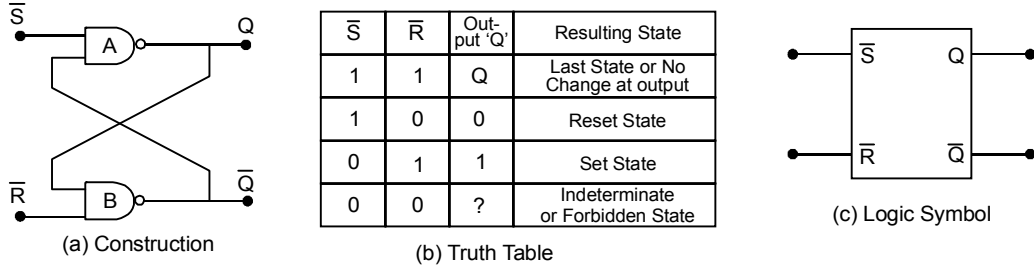 S̅
A
Q
R̅
B
Q̅
(a) Construction
S̅ R̅ Out-put 'Q' Resulting State
1 1 Q Last State or No Change at output
1 0 0 Reset State
0 1 1 Set State
0 0 ? Indeterminate or Forbidden State
(b) Truth Table
S̅ Q
R̅ Q̅
(c) Logic Symbol